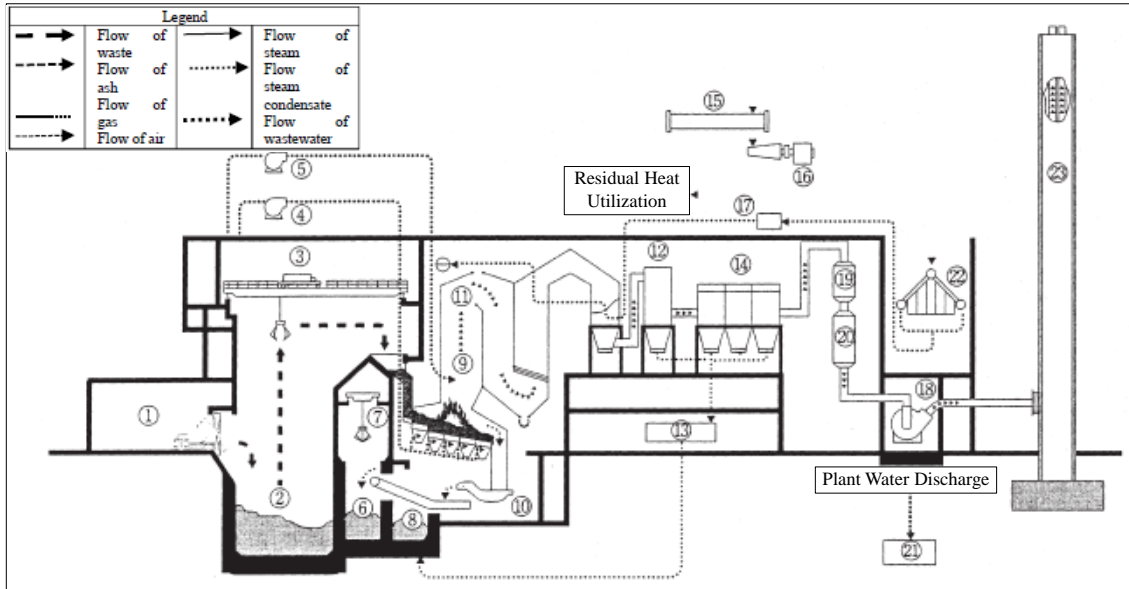 Legend
Flow of waste
Flow of steam
Flow of ash
Flow of steam condensate
Flow of gas
Flow of wastewater
Flow of air
⑮
⑤
⑯
㉓
Residual Heat
Utilization
④
⑰
③
⑫
⑭
⑪
⑲
㉒
⑳
⑨
①
⑦
⑱
⑬
Plant Water Discharge
②
⑥
⑧
⑩
㉑